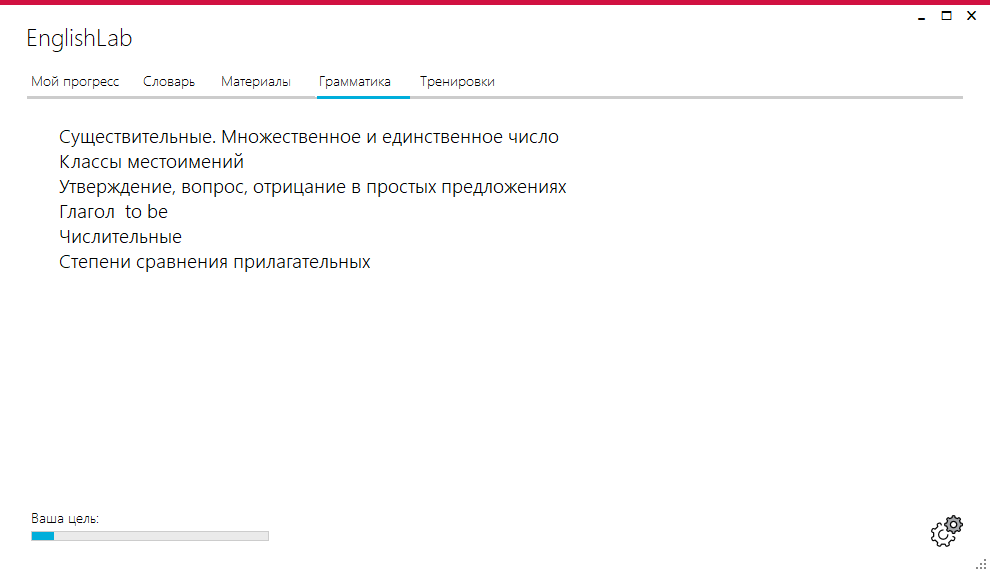 EnglishLab
Мой прогресс Словарь Материалы Грамматика Тренировки
Существительные. Множественное и единственное число
Классы местоимений
Утверждение, вопрос, отрицание в простых предложениях
Глагол  to be
Числительные
Степени сравнения прилагательных
Ваша цель: